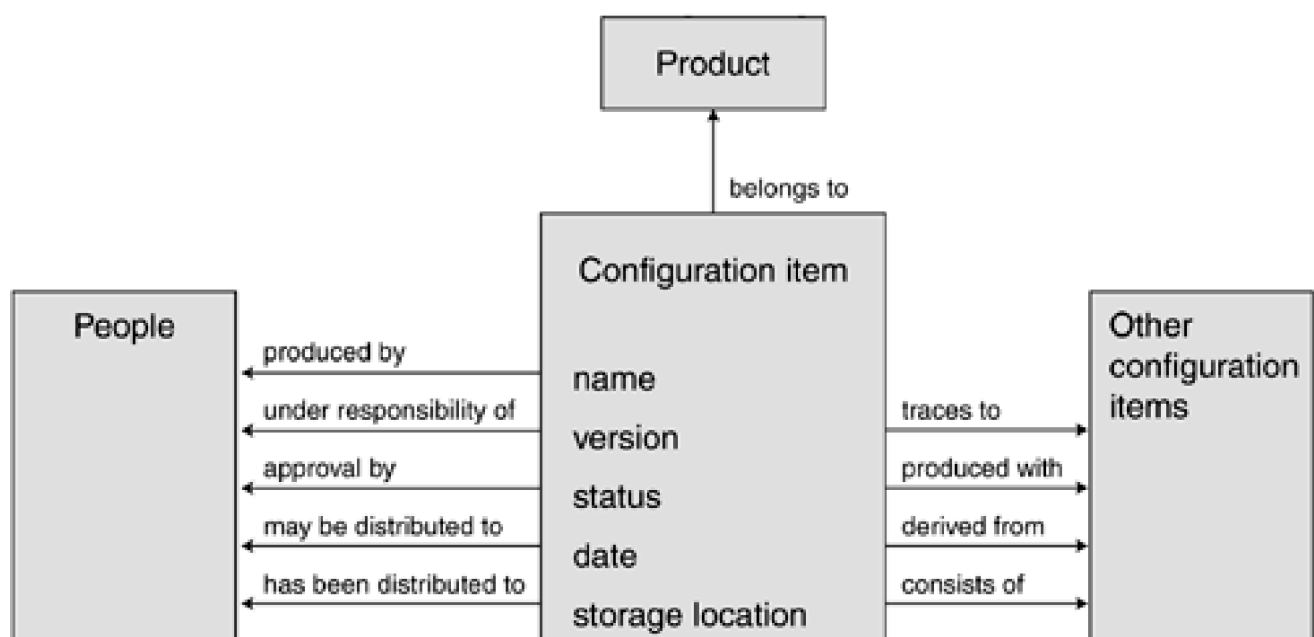 Product
belongs to
Configuration item
People
produced by
under responsibility of
approval by
may be distributed to
has been distributed to
name
version
status
date
storage location
Other
configuration
items
traces to
produced with
derived from
consists of